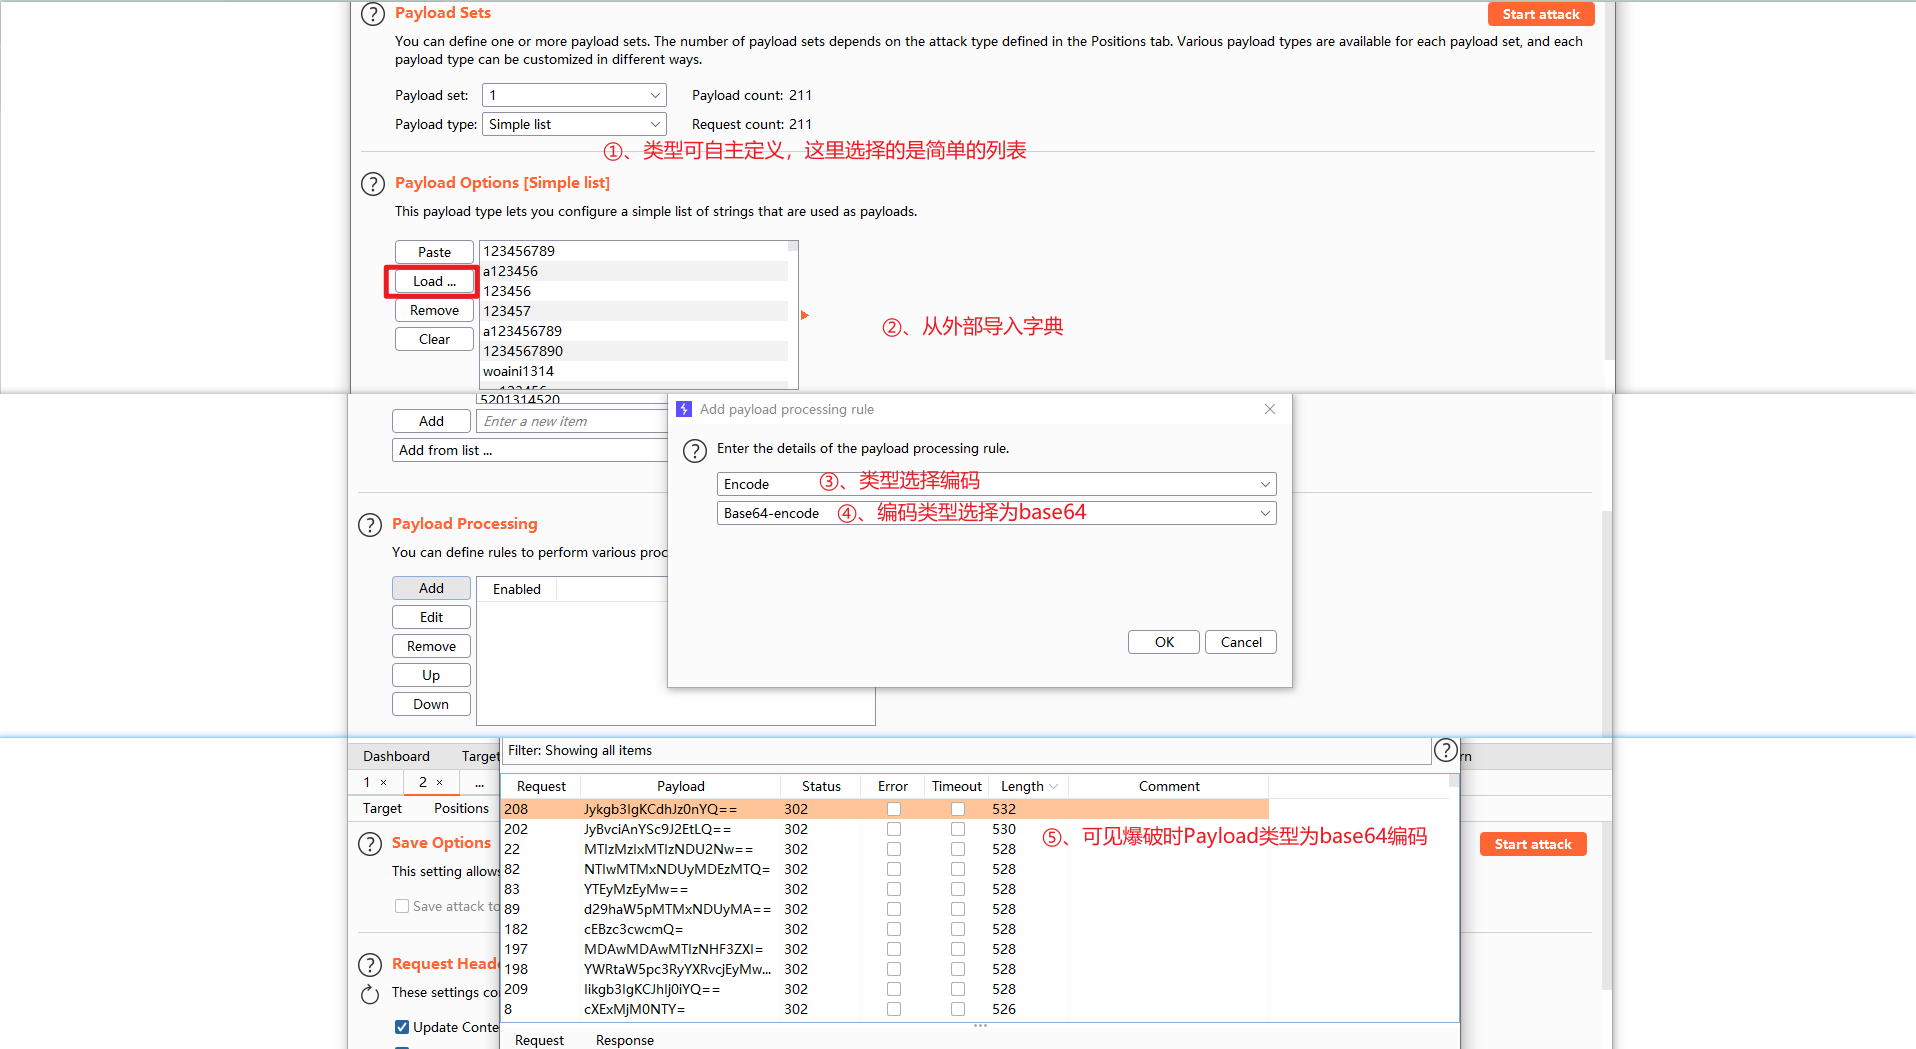 Payload Sets
Start attack
You can define one or more payload sets. The number of payload sets depends on the attack type defined in the Positions tab. Various payload types are available for each payload set, and each
payload type can be customized in different ways.
Payload set: 1 Payload count: 211
Payload type: Simple list Request count: 211
①、类型可自主定义，这里选择的是简单的列表
Payload Options [Simple list]
This payload type lets you configure a simple list of strings that are used as payloads.
Paste
Load ...
Remove
Clear
123456789
a123456
123456
123457
a123456789
1234567890
woaini1314
②、从外部导入字典
5201314520
Add Enter a new item
Add from list ...
Add payload processing rule
Enter the details of the payload processing rule.
Encode ③、类型选择编码
Base64-encode ④、编码类型选择为base64
OK Cancel
Payload Processing
You can define rules to perform various proc
Add
Edit
Remove
Up
Down
Enabled
Dashboard Target
1 × 2 × ...
Target Positions
Save Options
This setting allows
Save attack to
Request Heade
These settings co
Update Conte
Filter: Showing all items
rn
Request Payload Status Error Timeout Length Comment
208 Jykgb3IgKCdhJz0nYQ== 302 532
202 JyBvciAnYSc9J2EtLQ== 302 530
22 MTIzMzIxMTIzNDU2Nw== 302 528
82 NTIwMTMxNDUyMDEzMTQ= 302 528
83 YTEyMzEyMw== 302 528
89 d29haW5pMTMxNDUyMA== 302 528
182 cEBzc3cwcmQ= 302 528
197 MDAwMDAwMTIzNHF3ZXI= 302 528
198 YWRtaW5pc3RyYXRvcjEyMw... 302 528
209 Iikgb3IgKCJhIj0iYQ== 302 528
8 cXExMjM0NTY= 302 526
⑤、可见爆破时Payload类型为base64编码
Start attack
Request Response